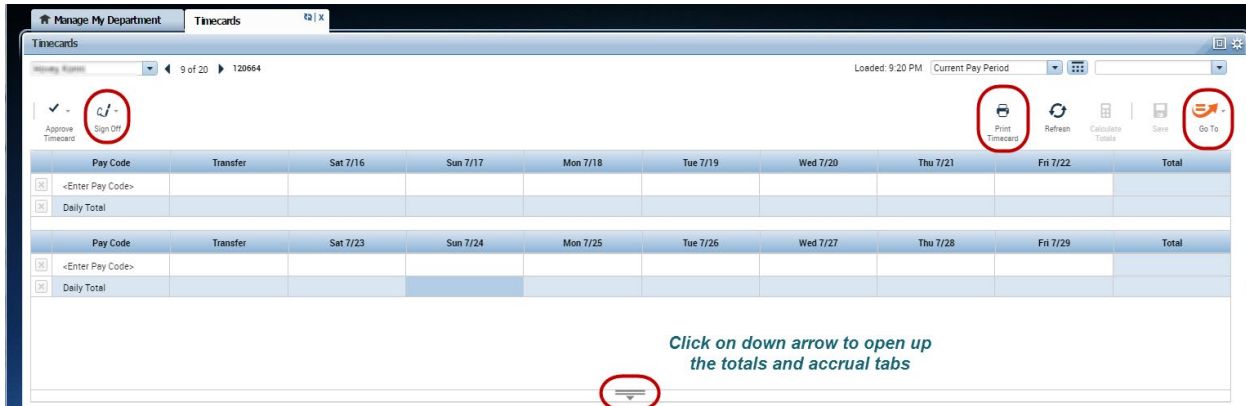 Manage My Department
Timecards
X
Timecards
9 of 20
120664
Loaded: 9:20 PM
Current Pay Period
Approve Timecard
Sign Off
Print Timecard
Refresh
Calculate Totals
Save
Go To
Pay Code Transfer Sat 7/16 Sun 7/17 Mon 7/18 Tue 7/19 Wed 7/20 Thu 7/21 Fri 7/22 Total
<Enter Pay Code>
Daily Total
Pay Code Transfer Sat 7/23 Sun 7/24 Mon 7/25 Tue 7/26 Wed 7/27 Thu 7/28 Fri 7/29 Total
<Enter Pay Code>
Daily Total
Click on down arrow to open up
the totals and accrual tabs